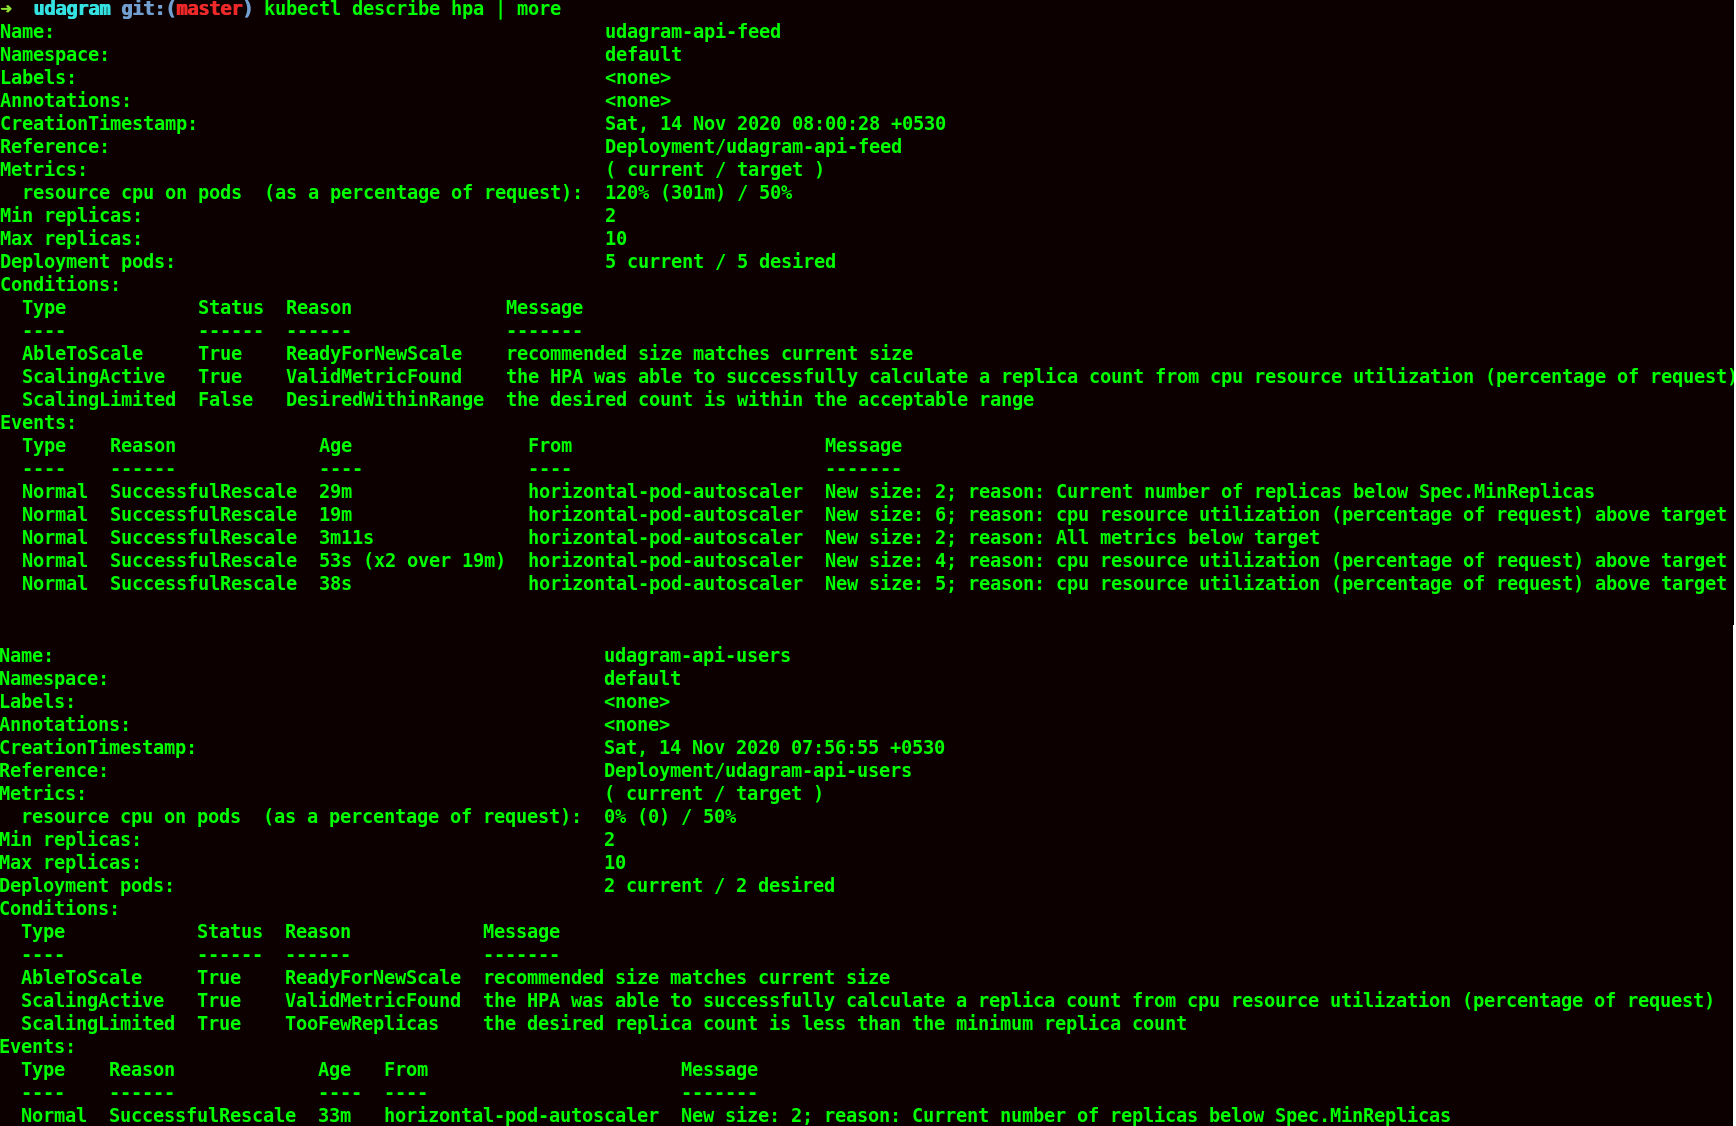 ➜  udagram git:(master) kubectl describe hpa | more
Name:                                                  udagram-api-feed
Namespace:                                             default
Labels:                                                <none>
Annotations:                                           <none>
CreationTimestamp:                                     Sat, 14 Nov 2020 08:00:28 +0530
Reference:                                             Deployment/udagram-api-feed
Metrics:                                               ( current / target )
  resource cpu on pods  (as a percentage of request):  120% (301m) / 50%
Min replicas:                                          2
Max replicas:                                          10
Deployment pods:                                       5 current / 5 desired
Conditions:
  Type            Status  Reason              Message
  ----            ------  ------              -------
  AbleToScale     True    ReadyForNewScale    recommended size matches current size
  ScalingActive   True    ValidMetricFound    the HPA was able to successfully calculate a replica count from cpu resource utilization (percentage of request)
  ScalingLimited  False   DesiredWithinRange  the desired count is within the acceptable range
Events:
  Type    Reason             Age                From                       Message
  ----    ------             ----               ----                       -------
  Normal  SuccessfulRescale  29m                horizontal-pod-autoscaler  New size: 2; reason: Current number of replicas below Spec.MinReplicas
  Normal  SuccessfulRescale  19m                horizontal-pod-autoscaler  New size: 6; reason: cpu resource utilization (percentage of request) above target
  Normal  SuccessfulRescale  3m11s              horizontal-pod-autoscaler  New size: 2; reason: All metrics below target
  Normal  SuccessfulRescale  53s (x2 over 19m)  horizontal-pod-autoscaler  New size: 4; reason: cpu resource utilization (percentage of request) above target
  Normal  SuccessfulRescale  38s                horizontal-pod-autoscaler  New size: 5; reason: cpu resource utilization (percentage of request) above target
Name:                                                  udagram-api-users
Namespace:                                             default
Labels:                                                <none>
Annotations:                                           <none>
CreationTimestamp:                                     Sat, 14 Nov 2020 07:56:55 +0530
Reference:                                             Deployment/udagram-api-users
Metrics:                                               ( current / target )
  resource cpu on pods  (as a percentage of request):  0% (0) / 50%
Min replicas:                                          2
Max replicas:                                          10
Deployment pods:                                       2 current / 2 desired
Conditions:
  Type            Status  Reason            Message
  ----            ------  ------            -------
  AbleToScale     True    ReadyForNewScale  recommended size matches current size
  ScalingActive   True    ValidMetricFound  the HPA was able to successfully calculate a replica count from cpu resource utilization (percentage of request)
  ScalingLimited  True    TooFewReplicas    the desired replica count is less than the minimum replica count
Events:
  Type    Reason             Age   From                       Message
  ----    ------             ----  ----                       -------
  Normal  SuccessfulRescale  33m   horizontal-pod-autoscaler  New size: 2; reason: Current number of replicas below Spec.MinReplicas